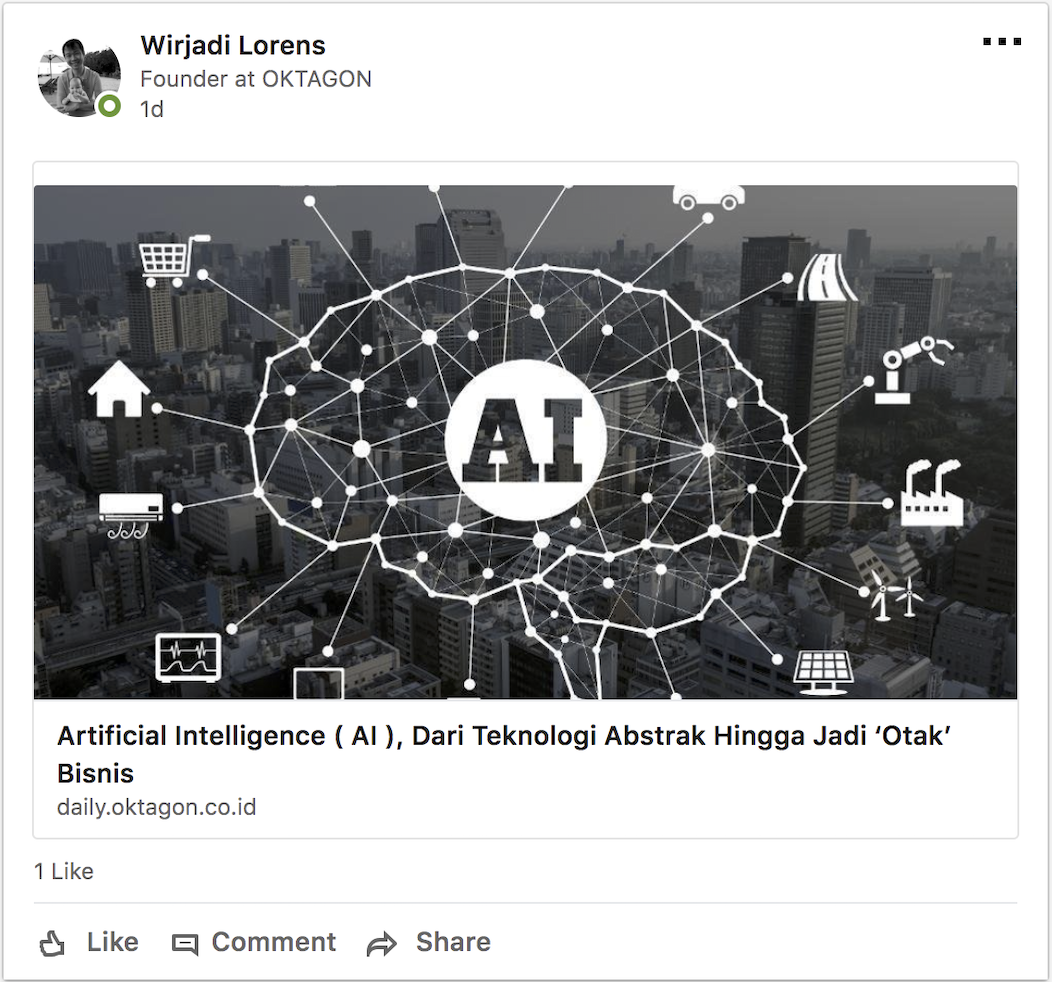 Wirjadi Lorens
Founder at OKTAGON
1d
AI
Artificial Intelligence ( AI ), Dari Teknologi Abstrak Hingga Jadi ‘Otak’
Bisnis
daily.oktagon.co.id
1 Like
Like Comment Share